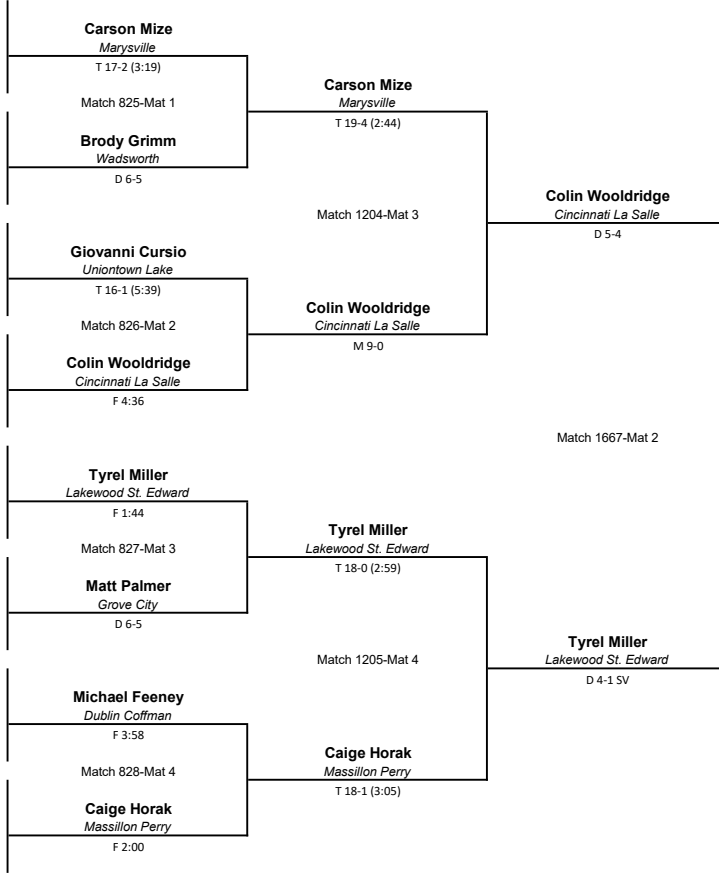 Carson Mize
Marysville
T 17-2 (3:19)
Match 825-Mat 1
Brody Grimm
Wadsworth
D 6-5
Giovanni Cursio
Uniontown Lake
T 16-1 (5:39)
Match 826-Mat 2
Colin Wooldridge
Cincinnati La Salle
F 4:36
Tyrel Miller
Lakewood St. Edward
F 1:44
Match 827-Mat 3
Matt Palmer
Grove City
D 6-5
Michael Feeney
Dublin Coffman
F 3:58
Match 828-Mat 4
Caige Horak
Massillon Perry
F 2:00
Carson Mize
Marysville
T 19-4 (2:44)
Match 1204-Mat 3
Colin Wooldridge
Cincinnati La Salle
M 9-0
Tyrel Miller
Lakewood St. Edward
T 18-0 (2:59)
Match 1205-Mat 4
Caige Horak
Massillon Perry
T 18-1 (3:05)
Colin Wooldridge
Cincinnati La Salle
D 5-4
Match 1667-Mat 2
Tyrel Miller
Lakewood St. Edward
D 4-1 SV